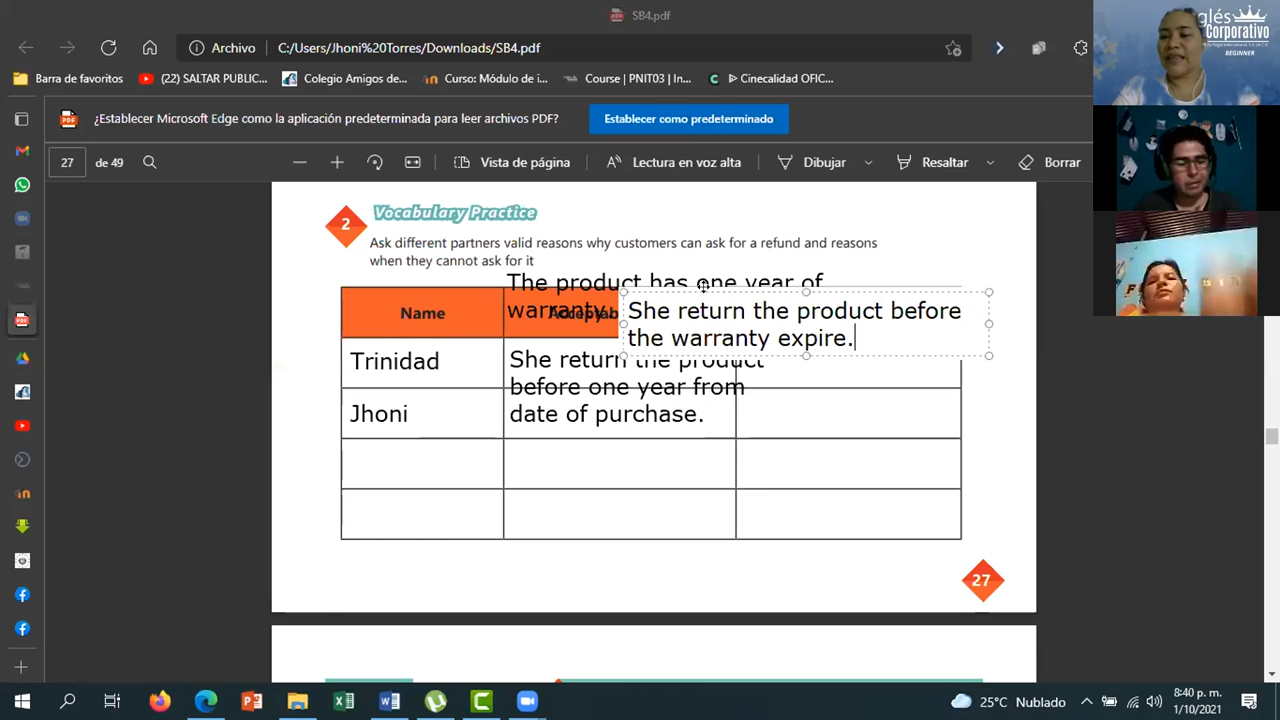 SB4.pdf
Archivo
C:/Users/Jhoni%20Torres/Downloads/SB4.pdf
Barra de favoritos
(22) SALTAR PUBLIC...
Colegio Amigos de...
Curso: Módulo de i...
Course | PNIT03 | In...
ᐅ Cinecalidad OFIC...
¿Establecer Microsoft Edge como la aplicación predeterminada para leer archivos PDF?
Establecer como predeterminado
27
de 49
Vista de página
Lectura en voz alta
Dibujar
Resaltar
Borrar
2
Vocabulary Practice
Ask different partners valid reasons why customers can ask for a refund and reasons
when they cannot ask for it
The product has one year of
warranty.
She return the product before
the warranty expire.
Name
Trinidad
She return the product
before one year from
date of purchase.
Jhoni
27
Inglés
Corporativo
BEGINNER
25°C Nublado
8:40 p. m.
1/10/2021